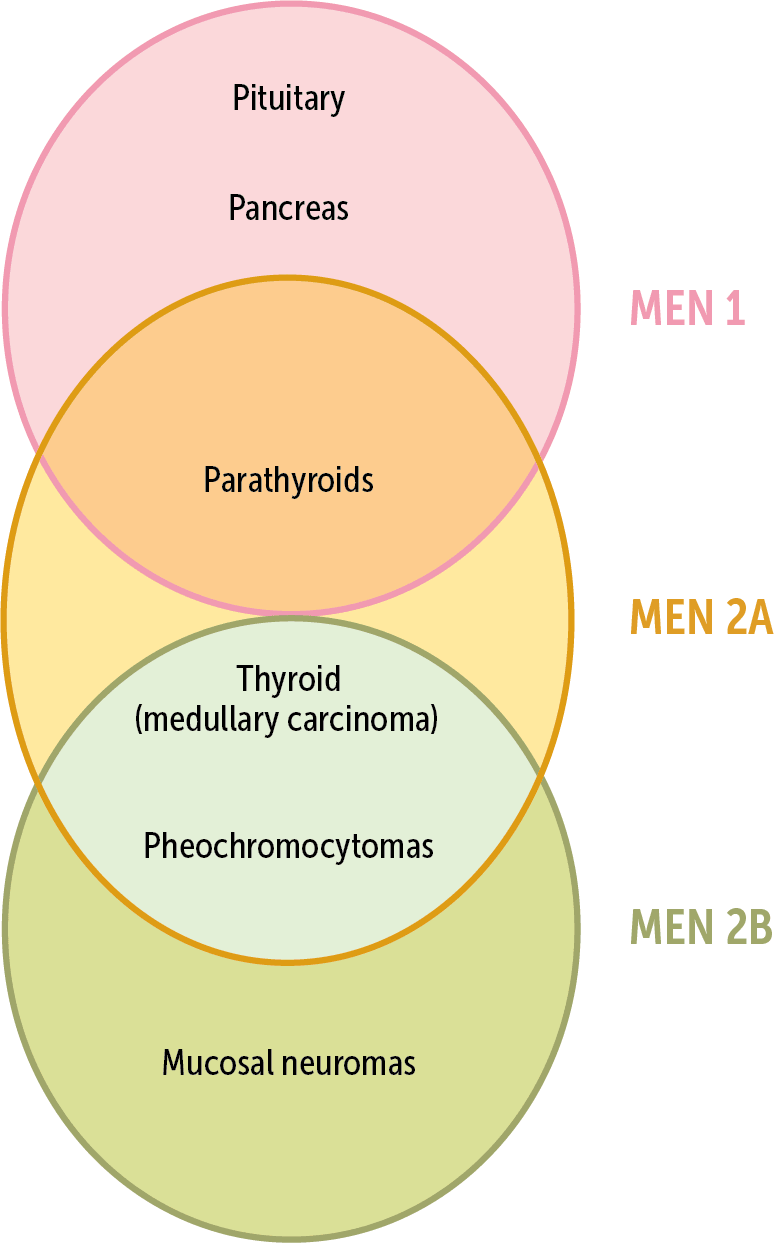 Pituitary
Pancreas
MEN 1
Parathyroids
MEN 2A
Thyroid
(medullary carcinoma)
Pheochromocytomas
MEN 2B
Mucosal neuromas